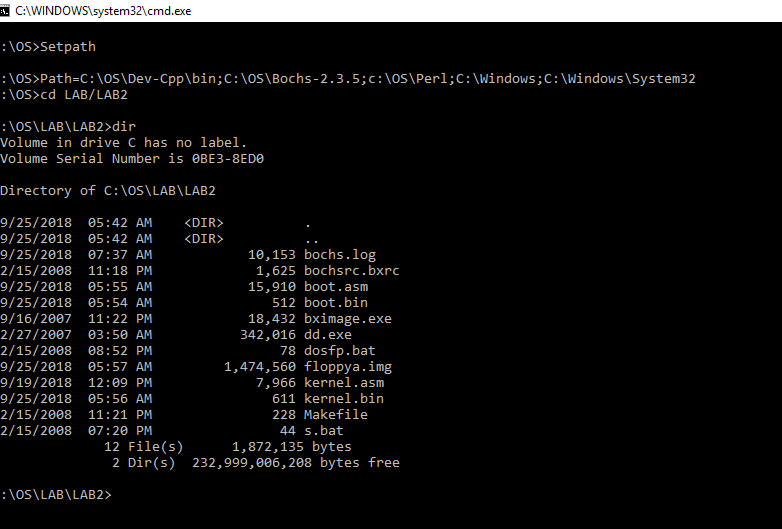 C:\WINDOWS\system32\cmd.exe
:\OS>Setpath
:\OS>Path=C:\OS\Dev-Cpp\bin;C:\OS\Bochs-2.3.5;c:\OS\Perl;C:\Windows;C:\Windows\System32
:\OS>cd LAB/LAB2
:\OS\LAB\LAB2>dir
Volume in drive C has no label.
Volume Serial Number is 0BE3-8ED0
Directory of C:\OS\LAB\LAB2
9/25/2018  05:42 AM    <DIR>          .
9/25/2018  05:42 AM    <DIR>          ..
9/25/2018  07:37 AM            10,153 bochs.log
2/15/2008  11:18 PM             1,625 bochsrc.bxrc
9/25/2018  05:55 AM            15,910 boot.asm
9/25/2018  05:54 AM               512 boot.bin
9/16/2007  11:22 PM            18,432 bximage.exe
2/27/2007  03:50 AM           342,016 dd.exe
2/15/2008  08:52 PM                78 dosfp.bat
9/25/2018  05:57 AM         1,474,560 floppya.img
9/19/2018  12:09 PM             7,966 kernel.asm
9/25/2018  05:56 AM               611 kernel.bin
2/15/2008  11:21 PM               228 Makefile
2/15/2008  07:20 PM                44 s.bat
12 File(s)      1,872,135 bytes
2 Dir(s)  232,999,006,208 bytes free
:\OS\LAB\LAB2>